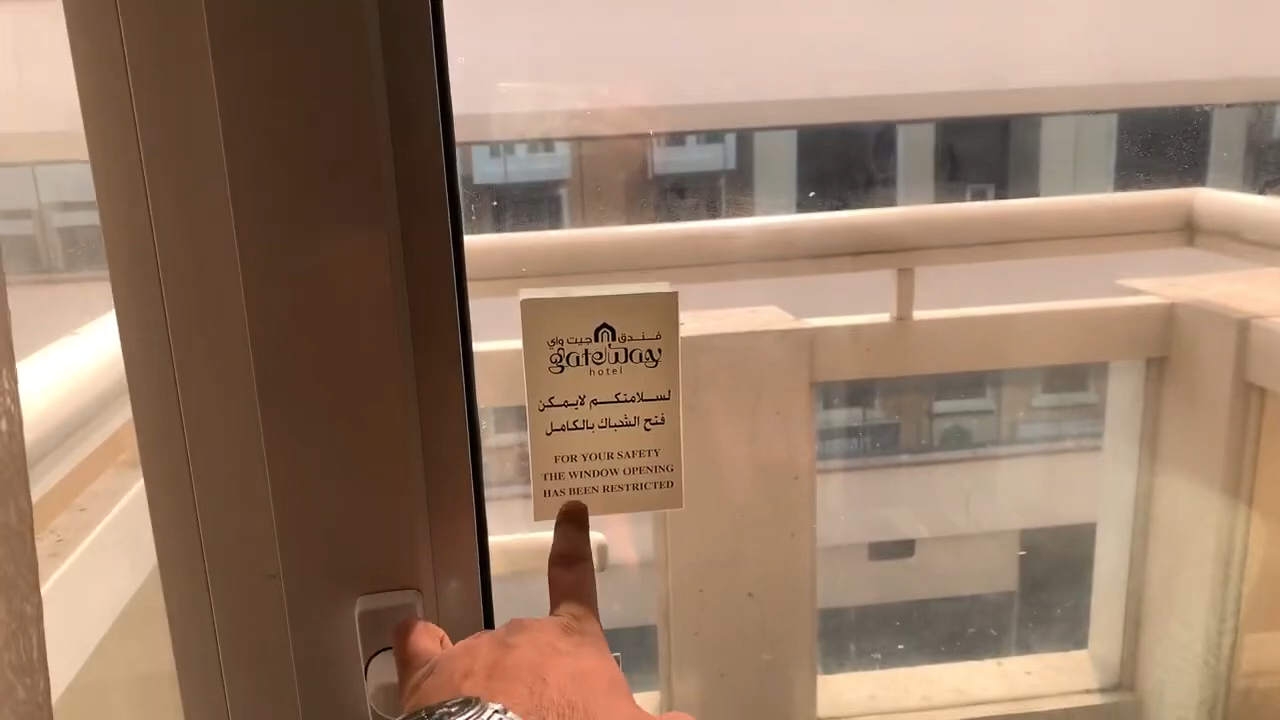 فندق جيت واي
gateway
hotel
لسلامتكم لايمكن
فتح الشباك بالكامل
FOR YOUR SAFETY
THE WINDOW OPENING
HAS BEEN RESTRICTED